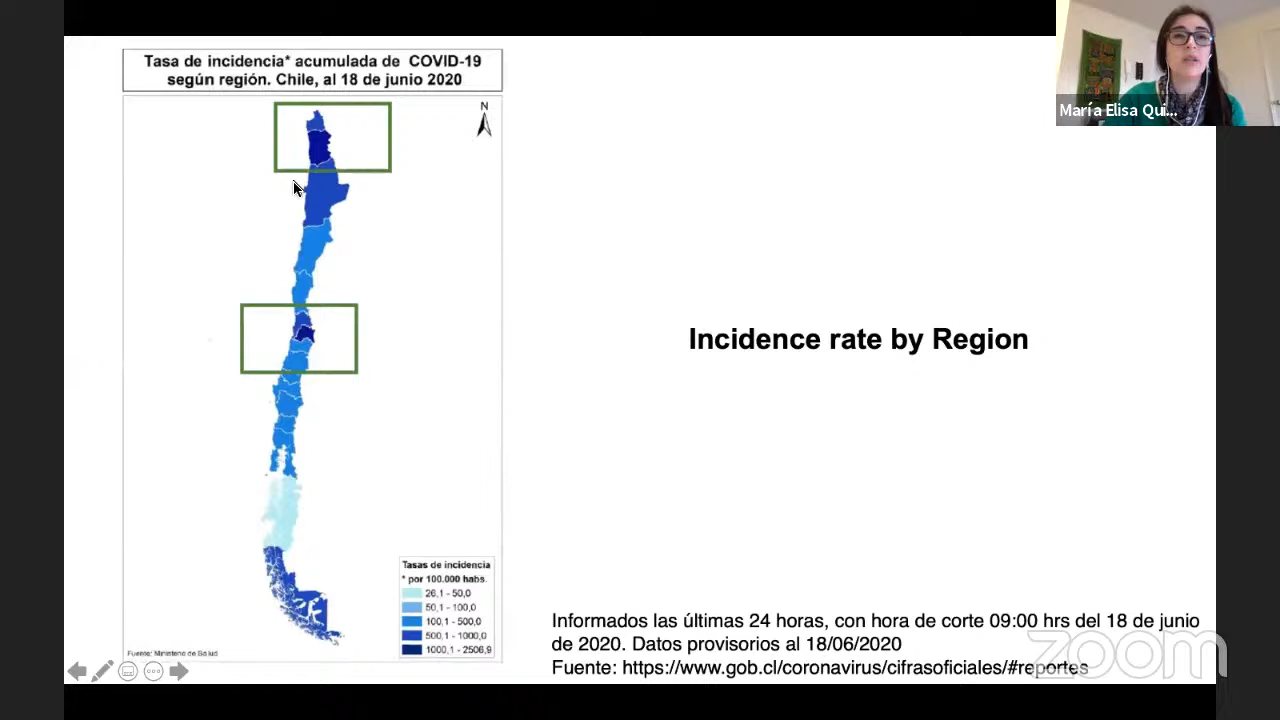 Tasa de incidencia* acumulada de COVID-19
según región. Chile, al 18 de junio 2020
N
María Elisa Qui...
Incidence rate by Region
Tasas de incidencia
* por 100.000 habs.
26,1 - 50,0
50,1 - 100,0
100,1 - 500,0
500,1 - 1000,0
1000,1 - 2506,9
Fuente: Ministerio de Salud
Informados las últimas 24 horas, con hora de corte 09:00 hrs del 18 de junio
de 2020. Datos provisorios al 18/06/2020
Fuente: https://www.gob.cl/coronavirus/cifrasoficiales/#reportes
zoom